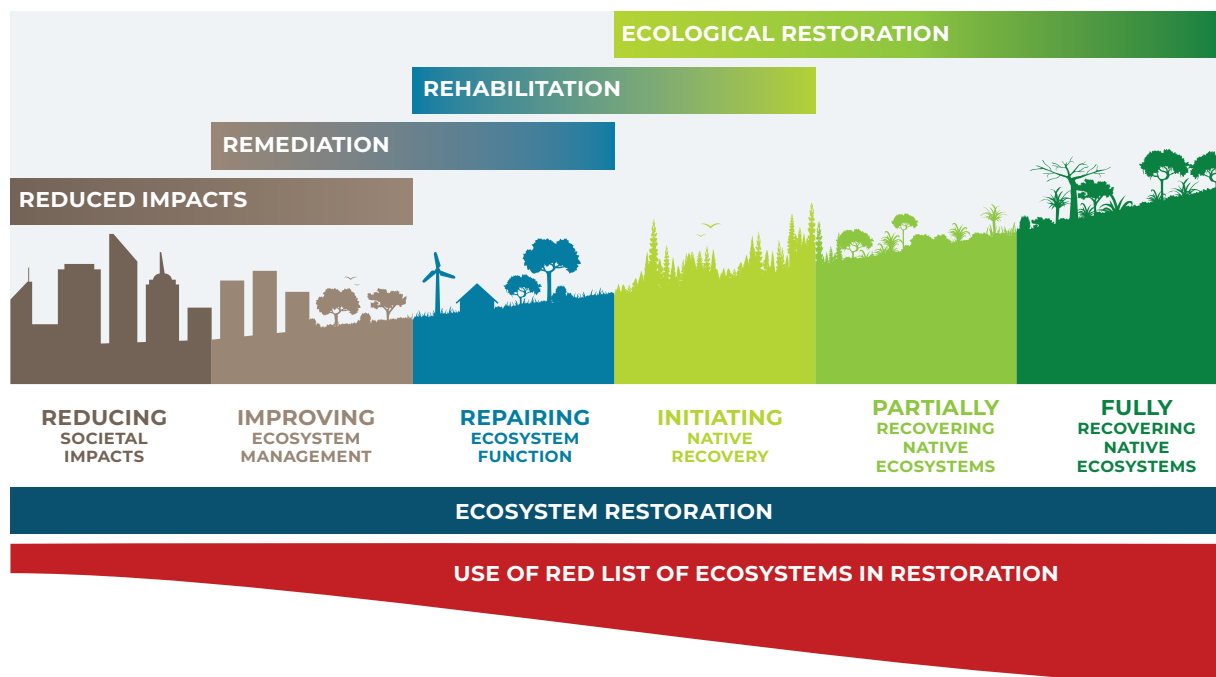 ECOLOGICAL RESTORATION
REHABILITATION
REMEDIATION
REDUCED IMPACTS
REDUCING
SOCIETAL
IMPACTS
IMPROVING
ECOSYSTEM
MANAGEMENT
REPAIRING
ECOSYSTEM
FUNCTION
INITIATING
NATIVE
RECOVERY
PARTIALLY
RECOVERING
NATIVE
ECOSYSTEMS
FULLY
RECOVERING
NATIVE
ECOSYSTEMS
ECOSYSTEM RESTORATION
USE OF RED LIST OF ECOSYSTEMS IN RESTORATION